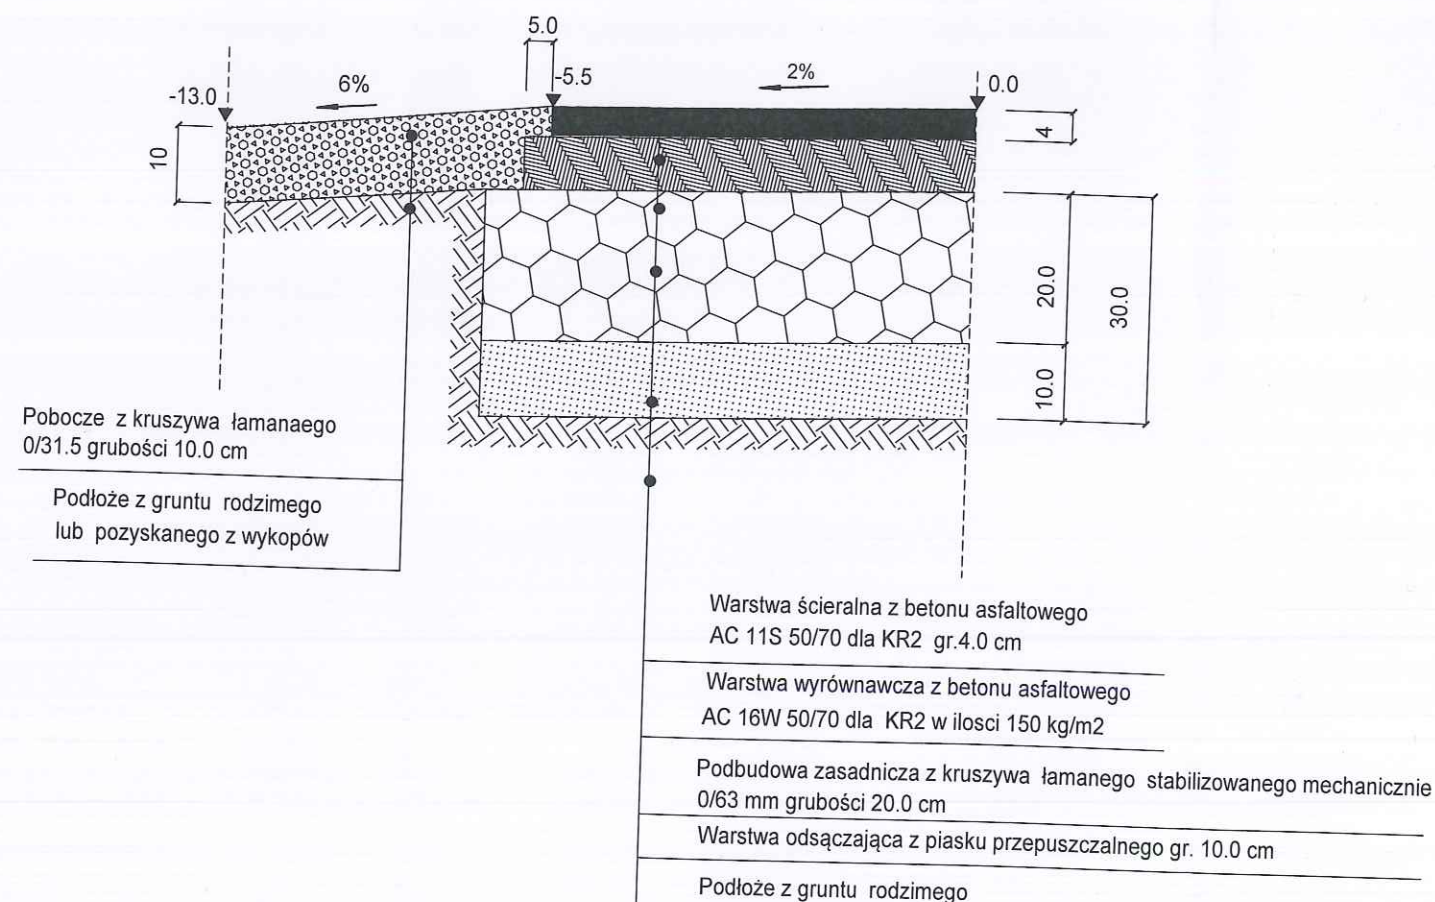 5.0
-13.0
6%
-5.5
2%
0.0
10
4
20.0
30.0
10.0
Pobocze z kruszywa łamanaego
0/31.5 grubości 10.0 cm
Podłoże z gruntu rodzimego
lub pozyskanego z wykopów
Warstwa ścieralna z betonu asfaltowego
AC 11S 50/70 dla KR2 gr.4.0 cm
Warstwa wyrównawcza z betonu asfaltowego
AC 16W 50/70 dla KR2 w ilosci 150 kg/m2
Podbudowa zasadnicza z kruszywa łamanego stabilizowanego mechanicznie
0/63 mm grubości 20.0 cm
Warstwa odsączająca z piasku przepuszczalnego gr. 10.0 cm
Podłoże z gruntu rodzimego